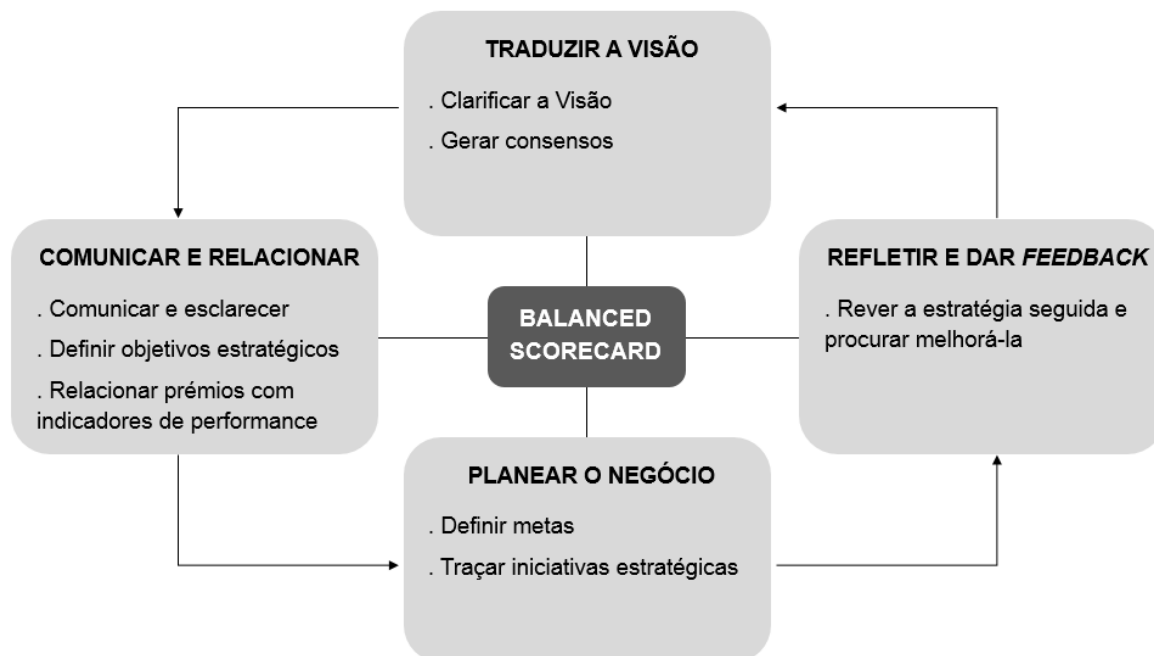 TRADUZIR A VISÃO
. Clarificar a Visão
. Gerar consensos
COMUNICAR E RELACIONAR
. Comunicar e esclarecer
. Definir objetivos estratégicos
. Relacionar prémios com
indicadores de performance
BALANCED
SCORECARD
REFLETIR E DAR FEEDBACK
. Rever a estratégia seguida e
procurar melhorá-la
PLANEAR O NEGÓCIO
. Definir metas
. Traçar iniciativas estratégicas